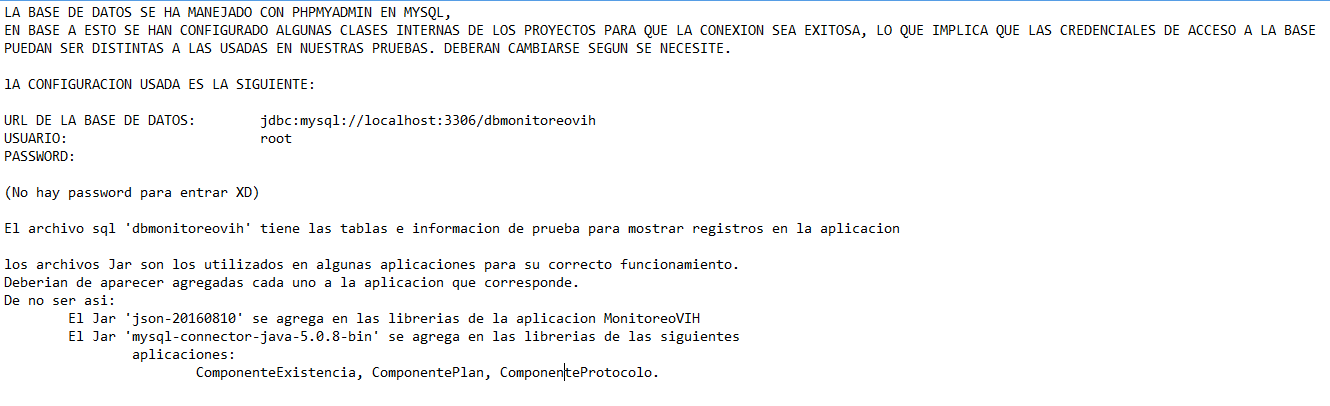 LA BASE DE DATOS SE HA MANEJADO CON PHPMYADMIN EN MYSQL,
EN BASE A ESTO SE HAN CONFIGURADO ALGUNAS CLASES INTERNAS DE LOS PROYECTOS PARA QUE LA CONEXION SEA EXITOSA, LO QUE IMPLICA QUE LAS CREDENCIALES DE ACCESO A LA BASE
PUEDAN SER DISTINTAS A LAS USADAS EN NUESTRAS PRUEBAS. DEBERAN CAMBIARSE SEGUN SE NECESITE.
lA CONFIGURACION USADA ES LA SIGUIENTE:
URL DE LA BASE DE DATOS: jdbc:mysql://localhost:3306/dbmonitoreovih
USUARIO: root
PASSWORD:
(No hay password para entrar XD)
El archivo sql 'dbmonitoreovih' tiene las tablas e informacion de prueba para mostrar registros en la aplicacion
los archivos Jar son los utilizados en algunas aplicaciones para su correcto funcionamiento.
Deberian de aparecer agregadas cada uno a la aplicacion que corresponde.
De no ser asi:
El Jar 'json-20160810' se agrega en las librerias de la aplicacion MonitoreoVIH
El Jar 'mysql-connector-java-5.0.8-bin' se agrega en las librerias de las siguientes
aplicaciones:
ComponenteExistencia, ComponentePlan, ComponenteProtocolo.